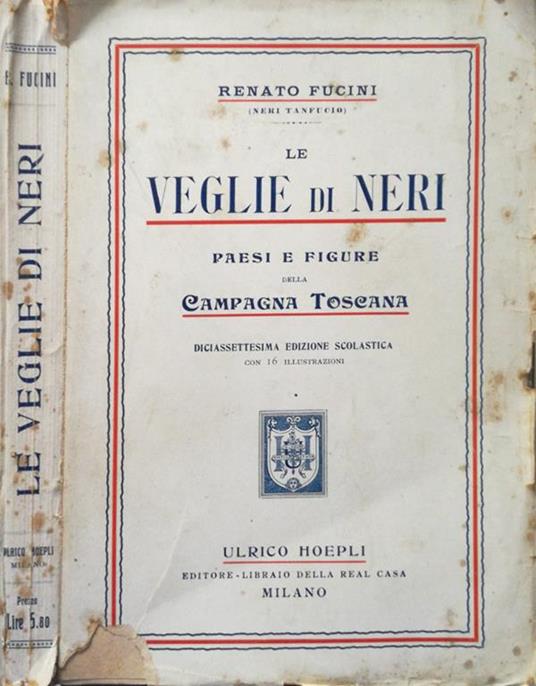 R. FUCINI
LE VEGLIE DI NERI
ULRICO HOEPLI
MILANO
Prezzo
Lire 5.80
RENATO FUCINI
(NERI TANFUCIO)
LE
VEGLIE DI NERI
PAESI E FIGURE
DELLA
CAMPAGNA TOSCANA
DICIASSETTESIMA EDIZIONE SCOLASTICA
CON 16 ILLUSTRAZIONI
ULRICO HOEPLI
EDITORE-LIBRAIO DELLA REAL CASA
MILANO